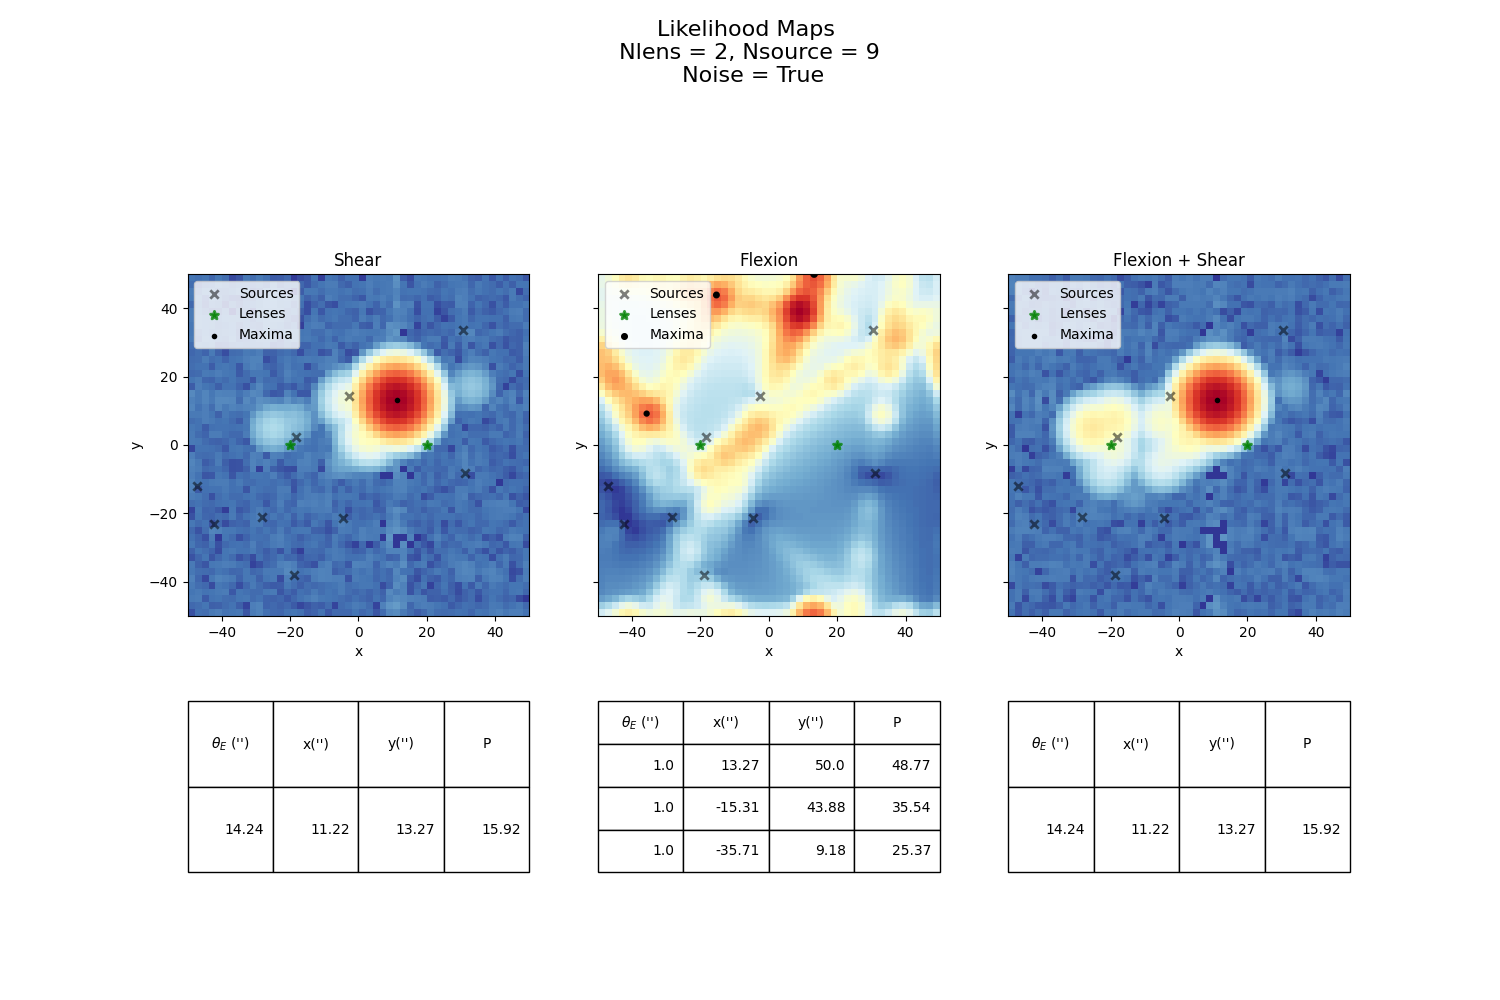 Likelihood Maps
Nlens = 2, Nsource = 9
Noise = True
Shear
Sources
Lenses
Maxima
40
20
0
−20
−40
y
−40 −20 0 20 40
x
Flexion
Sources
Lenses
Maxima
y
−40 −20 0 20 40
x
Flexion + Shear
Sources
Lenses
Maxima
y
−40 −20 0 20 40
x
θE ('') x('') y('') P
14.24 11.22 13.27 15.92
θE ('') x('') y('') P
1.0 13.27 50.0 48.77
1.0 -15.31 43.88 35.54
1.0 -35.71 9.18 25.37
θE ('') x('') y('') P
14.24 11.22 13.27 15.92